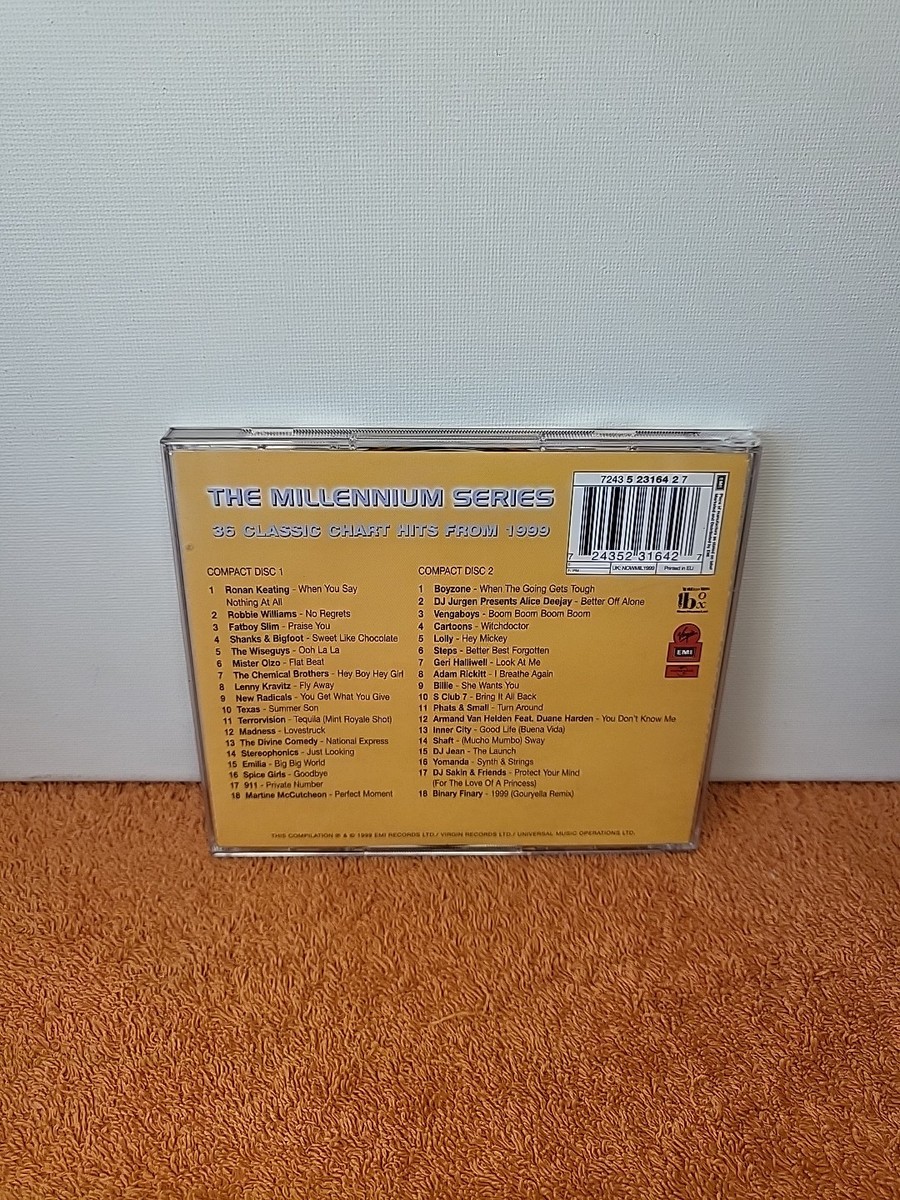 THE MILLENNIUM SERIES
36 CLASSIC CHART HITS FROM 1999
7243 5 23164 2 7
7 24352 31642 7
UK: NOWMIL1999
Printed in EU
EMI
COMPACT DISC 1
1 Ronan Keating - When You Say
Nothing At All
2 Robbie Williams - No Regrets
3 Fatboy Slim - Praise You
4 Shanks & Bigfoot - Sweet Like Chocolate
5 The Wiseguys - Ooh La La
6 Mister Oizo - Flat Beat
7 The Chemical Brothers - Hey Boy Hey Girl
8 Lenny Kravitz - Fly Away
9 New Radicals - You Get What You Give
10 Texas - Summer Son
11 Terrorvision - Tequila (Mint Royale Shot)
12 Madness - Lovestruck
13 The Divine Comedy - National Express
14 Stereophonics - Just Looking
15 Emilia - Big Big World
16 Spice Girls - Goodbye
17 911 - Private Number
18 Martine McCutcheon - Perfect Moment
COMPACT DISC 2
1 Boyzone - When The Going Gets Tough
2 DJ Jurgen Presents Alice Deejay - Better Off Alone
3 Vengaboys - Boom Boom Boom Boom
4 Cartoons - Witchdoctor
5 Lolly - Hey Mickey
6 Steps - Better Best Forgotten
7 Geri Halliwell - Look At Me
8 Adam Rickitt - I Breathe Again
9 Billie - She Wants You
10 S Club 7 - Bring It All Back
11 Phats & Small - Turn Around
12 Armand Van Helden Feat. Duane Harden - You Don't Know Me
13 Inner City - Good Life (Buena Vida)
14 Shaft - (Mucho Mumbo) Sway
15 DJ Jean - The Launch
16 Yomanda - Synth & Strings
17 DJ Sakin & Friends - Protect Your Mind
(For The Love Of A Princess)
18 Binary Finary - 1999 (Gouryella Remix)
box
Virgin
EMI
THIS COMPILATION ℗ & © 1999 EMI RECORDS LTD./ VIRGIN RECORDS LTD./ UNIVERSAL MUSIC OPERATIONS LTD.